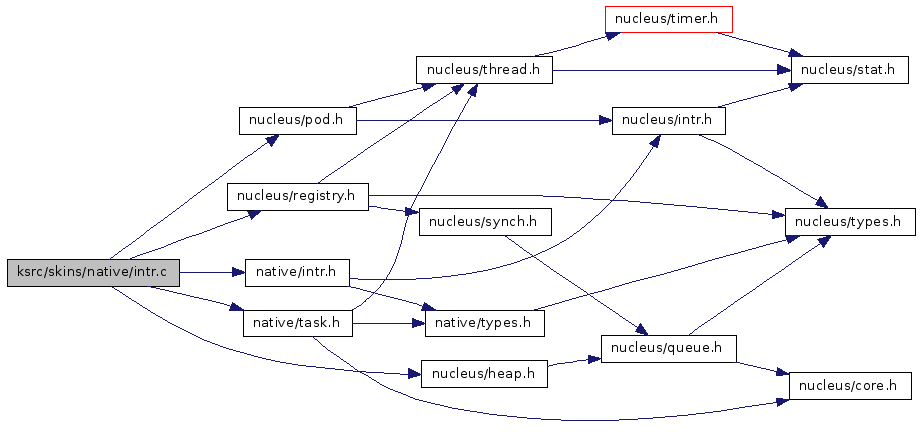 nucleus/timer.h
nucleus/thread.h
nucleus/stat.h
nucleus/pod.h
nucleus/intr.h
nucleus/registry.h
nucleus/synch.h
nucleus/types.h
ksrc/skins/native/intr.c
native/intr.h
native/task.h
native/types.h
nucleus/queue.h
nucleus/heap.h
nucleus/core.h